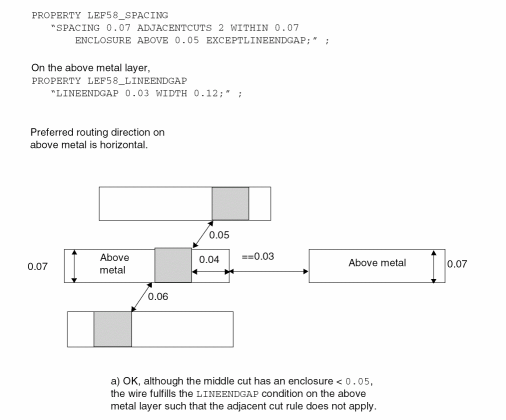 PROPERTY LEF58_SPACING
"SPACING 0.07 ADJACENTCUTS 2 WITHIN 0.07
ENCLOSURE ABOVE 0.05 EXCEPTLINEENDGAP;" ;
On the above metal layer,
PROPERTY LEF58_LINEENDGAP
"LINEENDGAP 0.03 WIDTH 0.12;" ;
Preferred routing direction on
above metal is horizontal.
0.05
0.07
Above
metal
0.04
==0.03
Above metal
0.07
0.06
a) OK, although the middle cut has an enclosure < 0.05,
the wire fulfills the LINEENDGAP condition on the above
metal layer such that the adjacent cut rule does not apply.